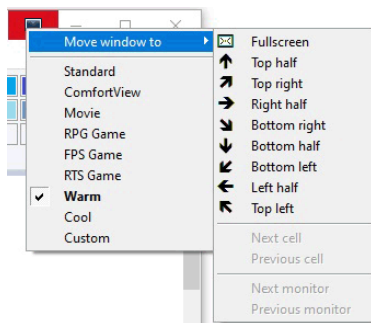 Move window to
Standard
ComfortView
Movie
RPG Game
FPS Game
RTS Game
Warm
Cool
Custom
Fullscreen
Top half
Top right
Right half
Bottom right
Bottom half
Bottom left
Left half
Top left
Next cell
Previous cell
Next monitor
Previous monitor